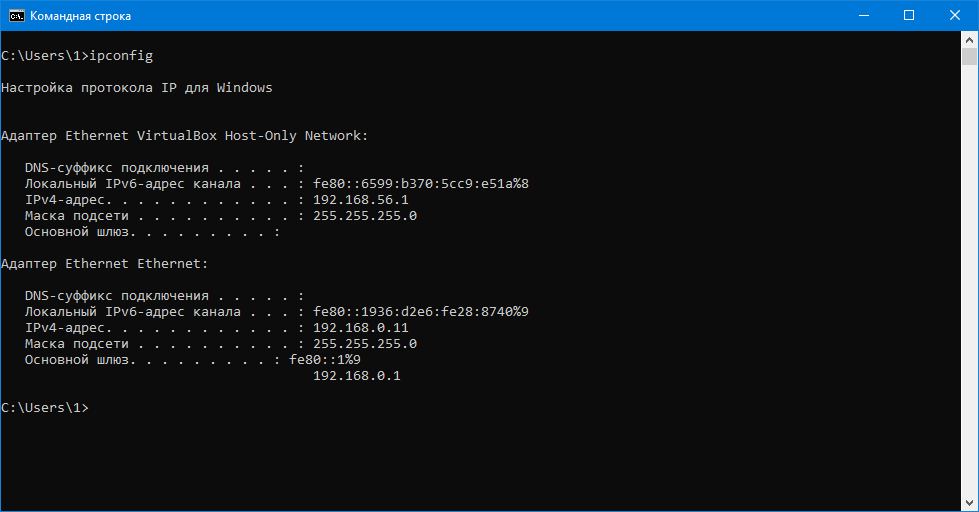 Командная строка
C:\Users\1>ipconfig
Настройка протокола IP для Windows
Адаптер Ethernet VirtualBox Host-Only Network:
DNS-суффикс подключения . . . . . :
Локальный IPv6-адрес канала . . . : fe80::6599:b370:5cc9:e51a%8
IPv4-адрес. . . . . . . . . . . . : 192.168.56.1
Маска подсети . . . . . . . . . . : 255.255.255.0
Основной шлюз. . . . . . . . . :
Адаптер Ethernet Ethernet:
DNS-суффикс подключения . . . . . :
Локальный IPv6-адрес канала . . . : fe80::1936:d2e6:fe28:8740%9
IPv4-адрес. . . . . . . . . . . . : 192.168.0.11
Маска подсети . . . . . . . . . . : 255.255.255.0
Основной шлюз. . . . . . . . . : fe80::1%9
192.168.0.1
C:\Users\1>